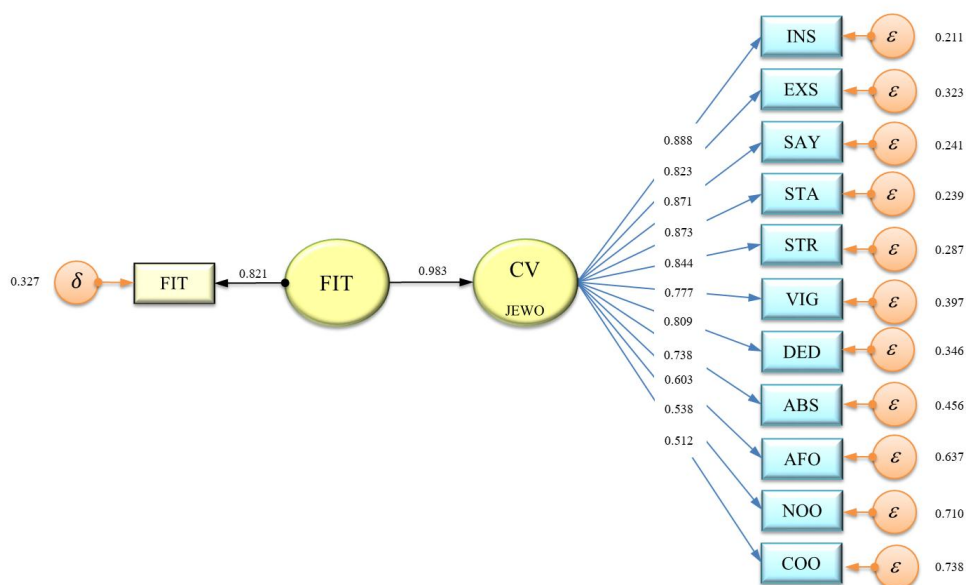 INS
ε
0.211
EXS
ε
0.323
0.888
SAY
ε
0.241
0.823
0.871
STA
ε
0.239
0.873
STR
ε
0.287
0.844
0.327
δ
FIT
0.821
FIT
0.983
CV
JEWO
0.777
VIG
ε
0.397
0.809
DED
ε
0.346
0.738
0.603
ABS
ε
0.456
0.538
0.512
AFO
ε
0.637
NOO
ε
0.710
COO
ε
0.738